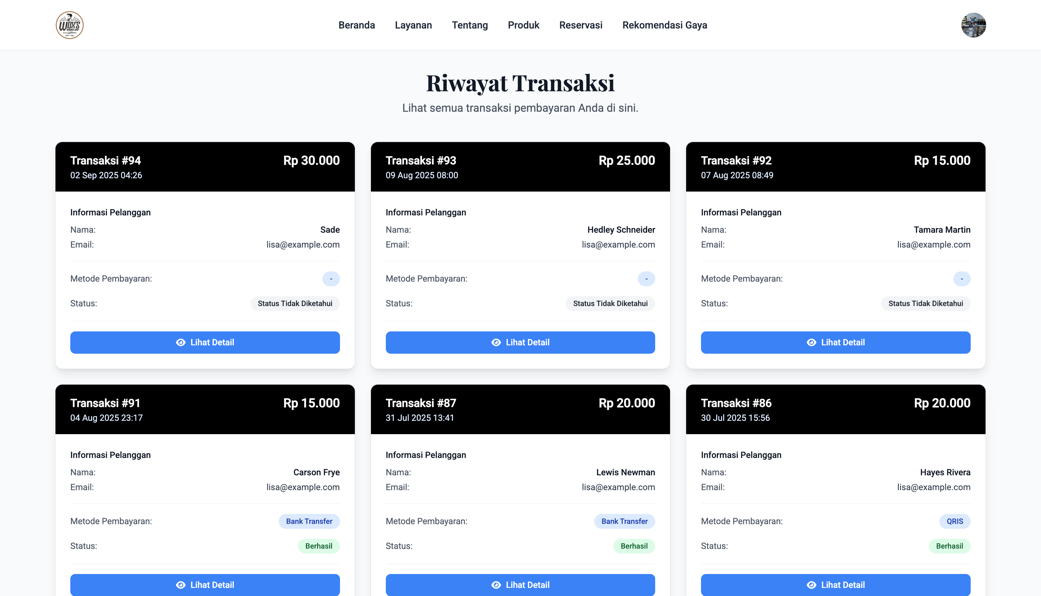 WOX'S
Beranda
Layanan
Tentang
Produk
Reservasi
Rekomendasi Gaya
Riwayat Transaksi
Lihat semua transaksi pembayaran Anda di sini.
Transaksi #94
Rp 30.000
02 Sep 2025 04:26
Informasi Pelanggan
Nama:
Sade
Email:
lisa@example.com
Metode Pembayaran:
-
Status:
Status Tidak Diketahui
Lihat Detail
Transaksi #93
Rp 25.000
09 Aug 2025 08:00
Informasi Pelanggan
Nama:
Hedley Schneider
Email:
lisa@example.com
Metode Pembayaran:
-
Status:
Status Tidak Diketahui
Lihat Detail
Transaksi #92
Rp 15.000
07 Aug 2025 08:49
Informasi Pelanggan
Nama:
Tamara Martin
Email:
lisa@example.com
Metode Pembayaran:
-
Status:
Status Tidak Diketahui
Lihat Detail
Transaksi #91
Rp 15.000
04 Aug 2025 23:17
Informasi Pelanggan
Nama:
Carson Frye
Email:
lisa@example.com
Metode Pembayaran:
Bank Transfer
Status:
Berhasil
Lihat Detail
Transaksi #87
Rp 20.000
31 Jul 2025 13:41
Informasi Pelanggan
Nama:
Lewis Newman
Email:
lisa@example.com
Metode Pembayaran:
Bank Transfer
Status:
Berhasil
Lihat Detail
Transaksi #86
Rp 20.000
30 Jul 2025 15:56
Informasi Pelanggan
Nama:
Hayes Rivera
Email:
lisa@example.com
Metode Pembayaran:
QRIS
Status:
Berhasil
Lihat Detail